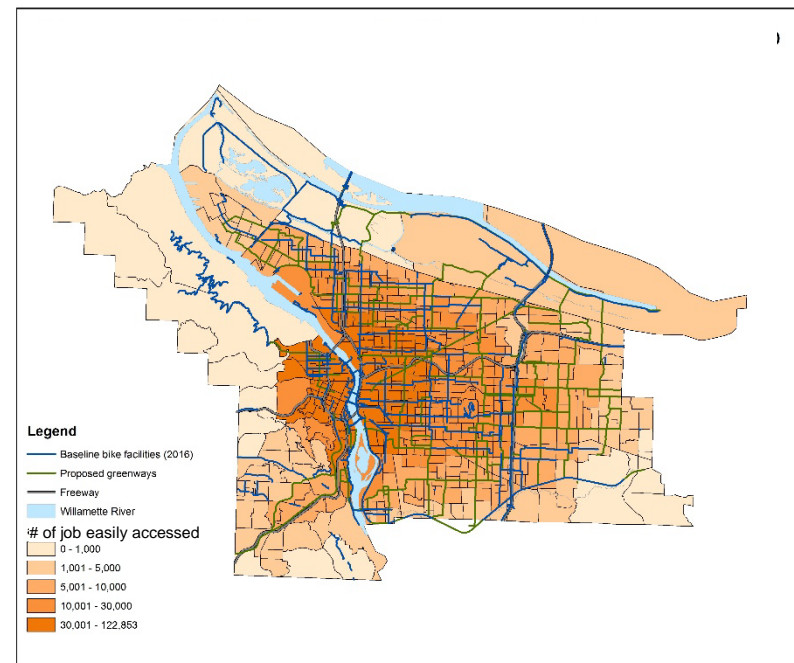 )
Legend
Baseline bike facilities (2016)
Proposed greenways
Freeway
Willamette River
# of job easily accessed
0 - 1,000
1,001 - 5,000
5,001 - 10,000
10,001 - 30,000
30,001 - 122,853